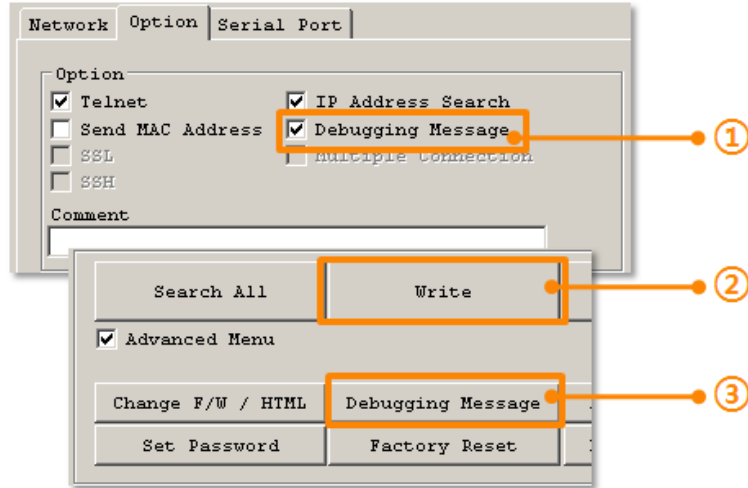 Network Option Serial Port
Option
Telnet IP Address Search
Send MAC Address Debugging Message ①
SSL Multiple Connection
SSH
Comment
Search All Write ②
Advanced Menu
Change F/W / HTML Debugging Message ③
Set Password Factory Reset